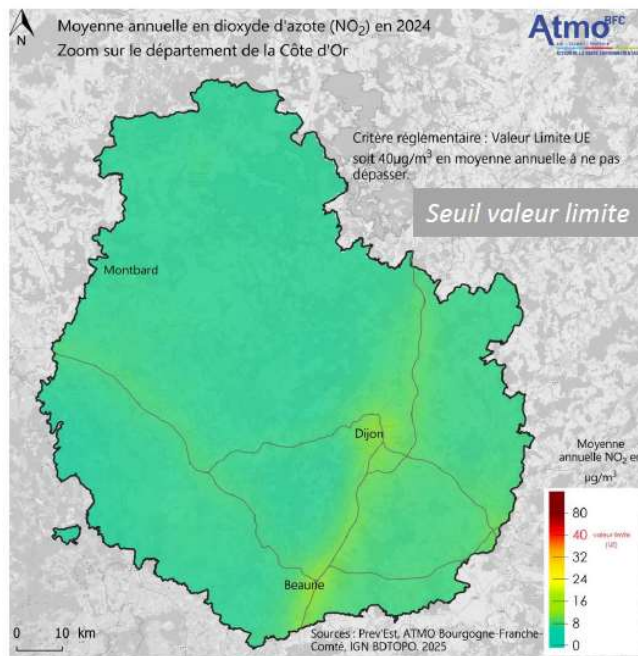 Moyenne annuelle en dioxyde d'azote (NO₂) en 2024
Zoom sur le département de la Côte d'Or
N
Atmo BFC
Critère réglementaire : Valeur Limite UE
soit 40µg/m³ en moyenne annuelle à ne pas
dépasser.
Seuil valeur limite
Montbard
Dijon
Beaune
Moyenne
annuelle NO₂ en
µg/m³
80
40 valeur limite
(UE)
32
24
16
8
0
0 10 km
Sources : Prev'Est, ATMO Bourgogne-Franche-
Comté, IGN BDTOPO. 2025